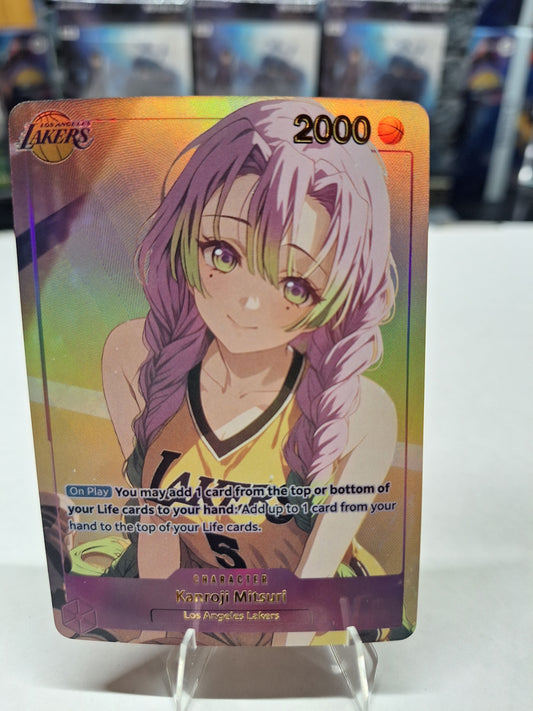 LOS ANGELES
LAKERS
2000
LAKERS
5
On Play You may add 1 card from the top or bottom of
your Life cards to your hand: Add up to 1 card from your
hand to the top of your Life cards.
CHARACTER
Kanroji Mitsuri
Los Angeles Lakers